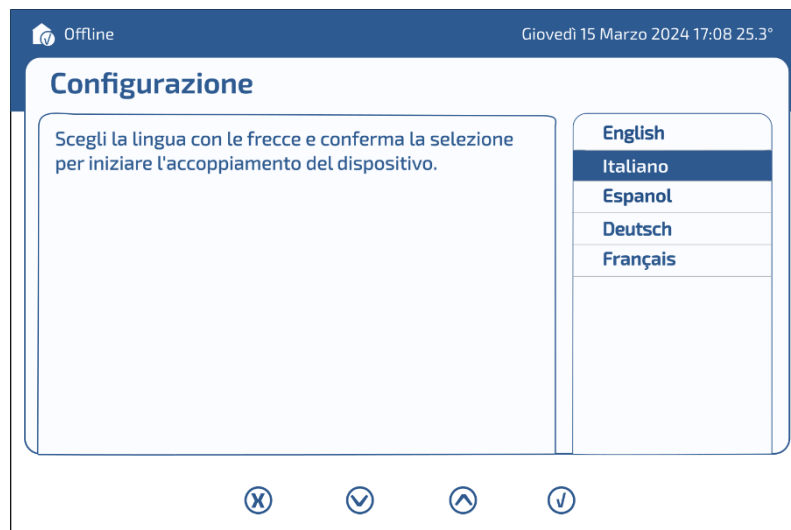 Offline
Giovedì 15 Marzo 2024 17:08 25.3°
Configurazione
Scegli la lingua con le frecce e conferma la selezione
per iniziare l'accoppiamento del dispositivo.
English
Italiano
Espanol
Deutsch
Français